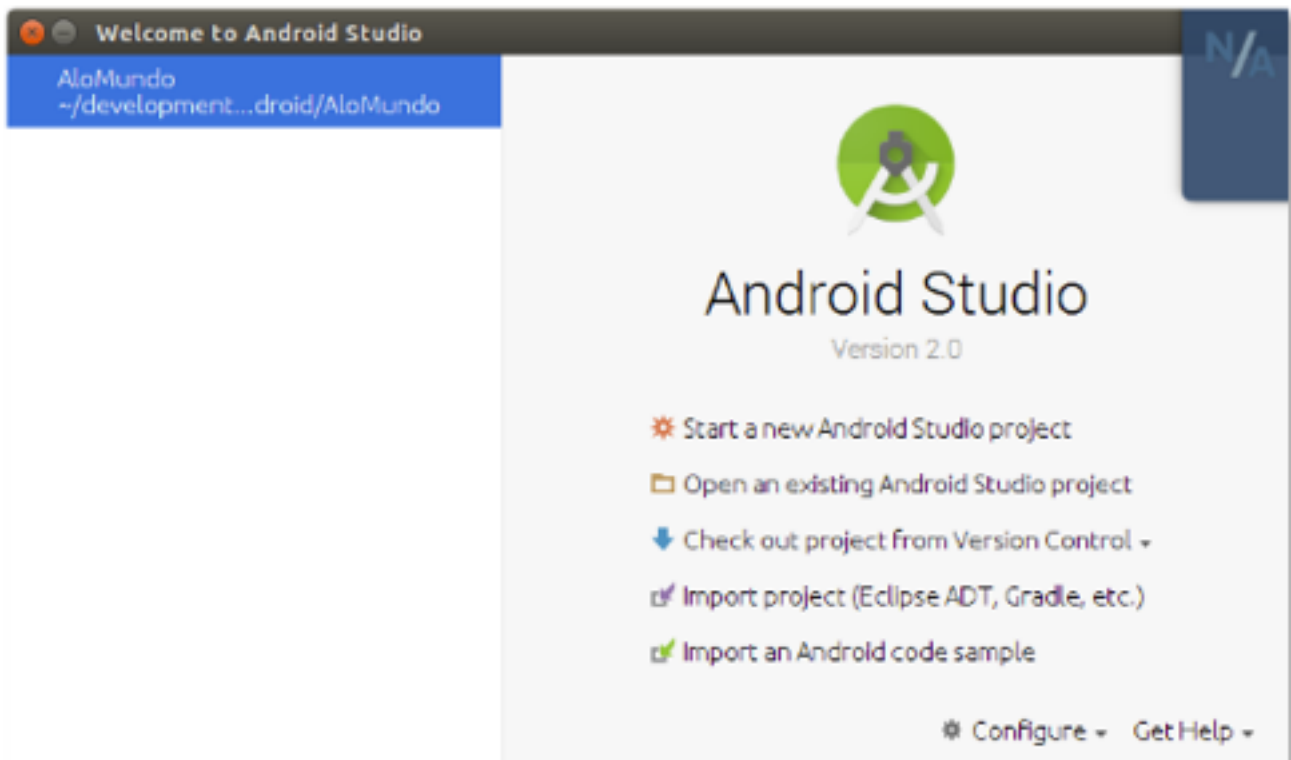 Welcome to Android Studio
N/A
AloMundo
~/development...droid/AloMundo
Android Studio
Version 2.0
Start a new Android Studio project
Open an existing Android Studio project
Check out project from Version Control
Import project (Eclipse ADT, Gradle, etc.)
Import an Android code sample
Configure
Get Help